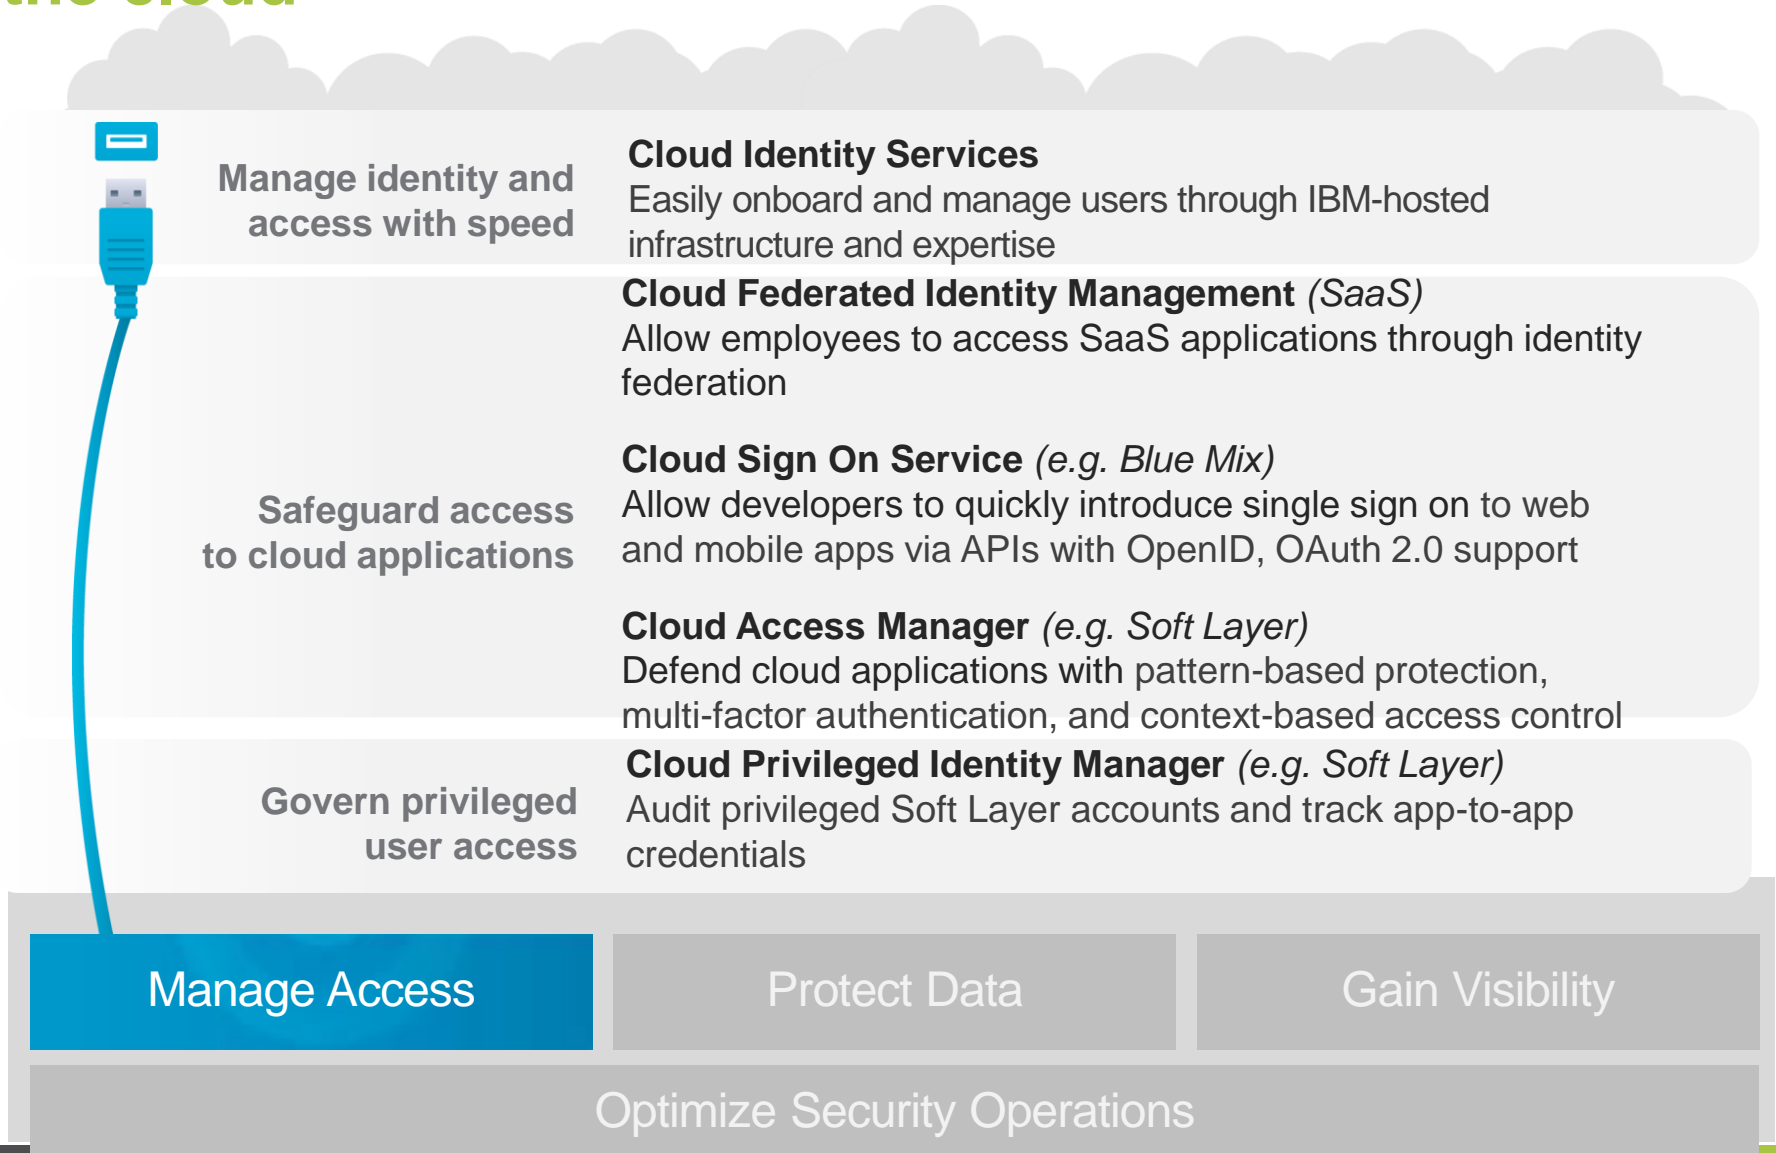 the cloud
Manage identity and
access with speed
Cloud Identity Services
Easily onboard and manage users through IBM-hosted
infrastructure and expertise
Safeguard access
to cloud applications
Cloud Federated Identity Management (SaaS)
Allow employees to access SaaS applications through identity
federation
Cloud Sign On Service (e.g. Blue Mix)
Allow developers to quickly introduce single sign on to web
and mobile apps via APIs with OpenID, OAuth 2.0 support
Cloud Access Manager (e.g. Soft Layer)
Defend cloud applications with pattern-based protection,
multi-factor authentication, and context-based access control
Govern privileged
user access
Cloud Privileged Identity Manager (e.g. Soft Layer)
Audit privileged Soft Layer accounts and track app-to-app
credentials
Manage Access
Protect Data
Gain Visibility
Optimize Security Operations